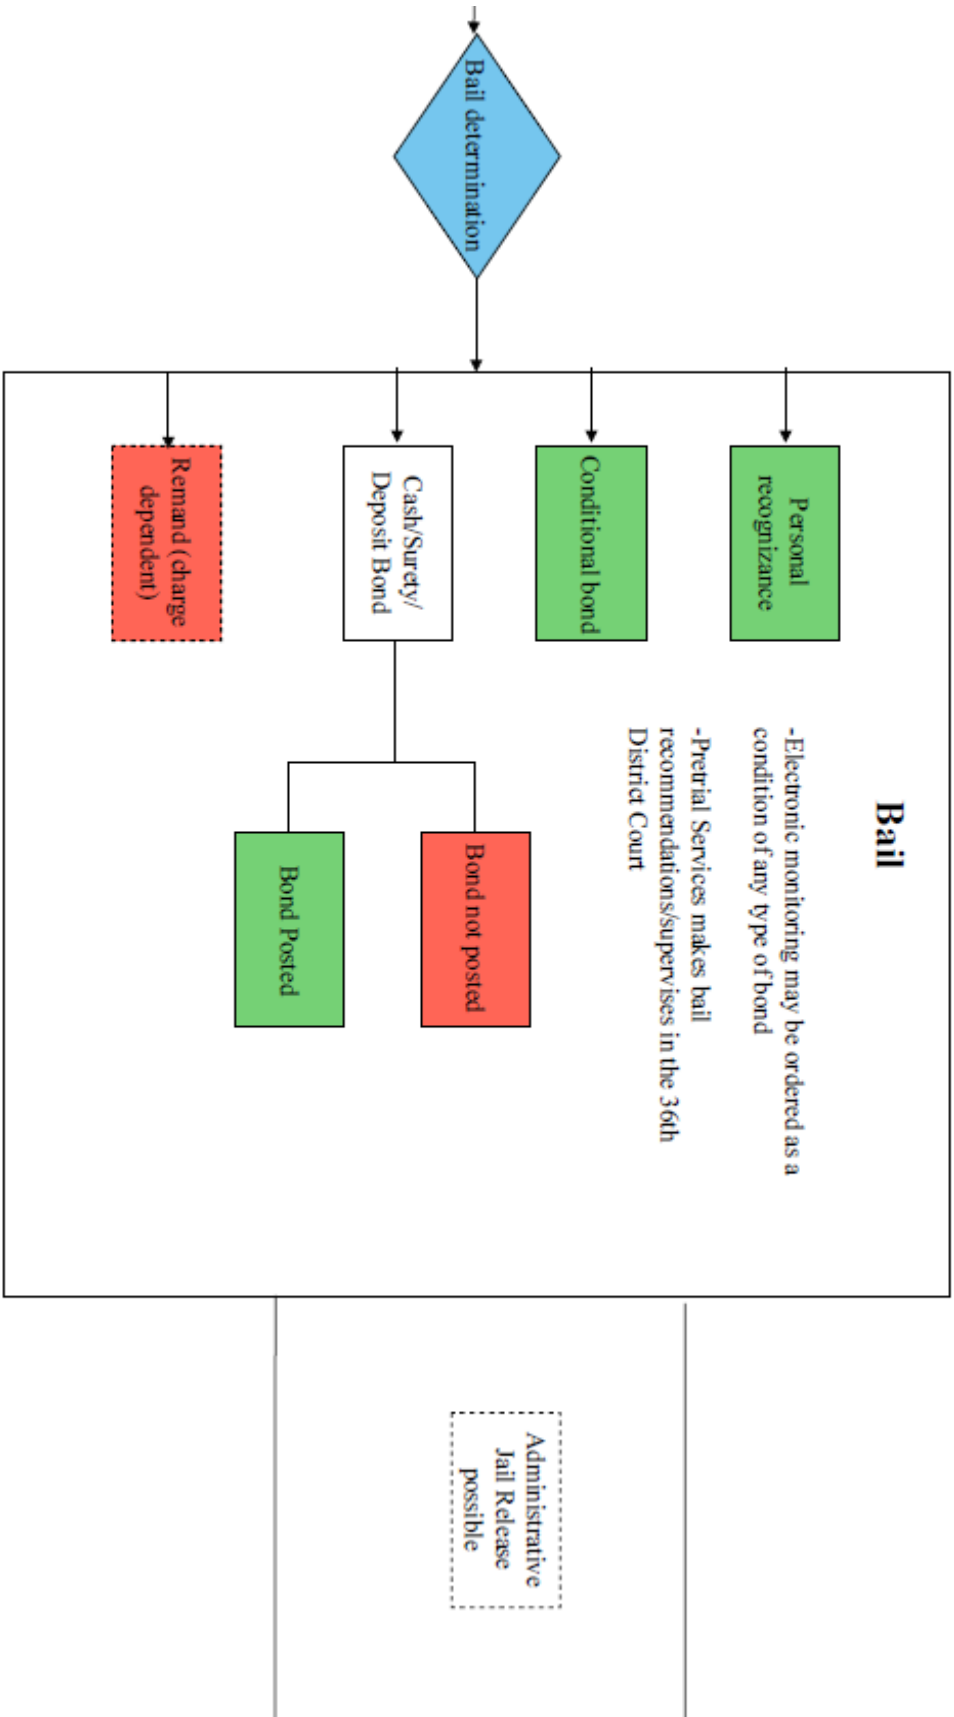 Bail determination
Bail
Personal
recognizance
-Electronic monitoring may be ordered as a
condition of any type of bond
Conditional bond
-Pretrial Services makes bail
recommendations/supervises in the 36th
District Court
Cash/Surety/
Deposit Bond
Bond not posted
Bond Posted
Remand (charge
dependent)
Administrative
Jail Release
possible